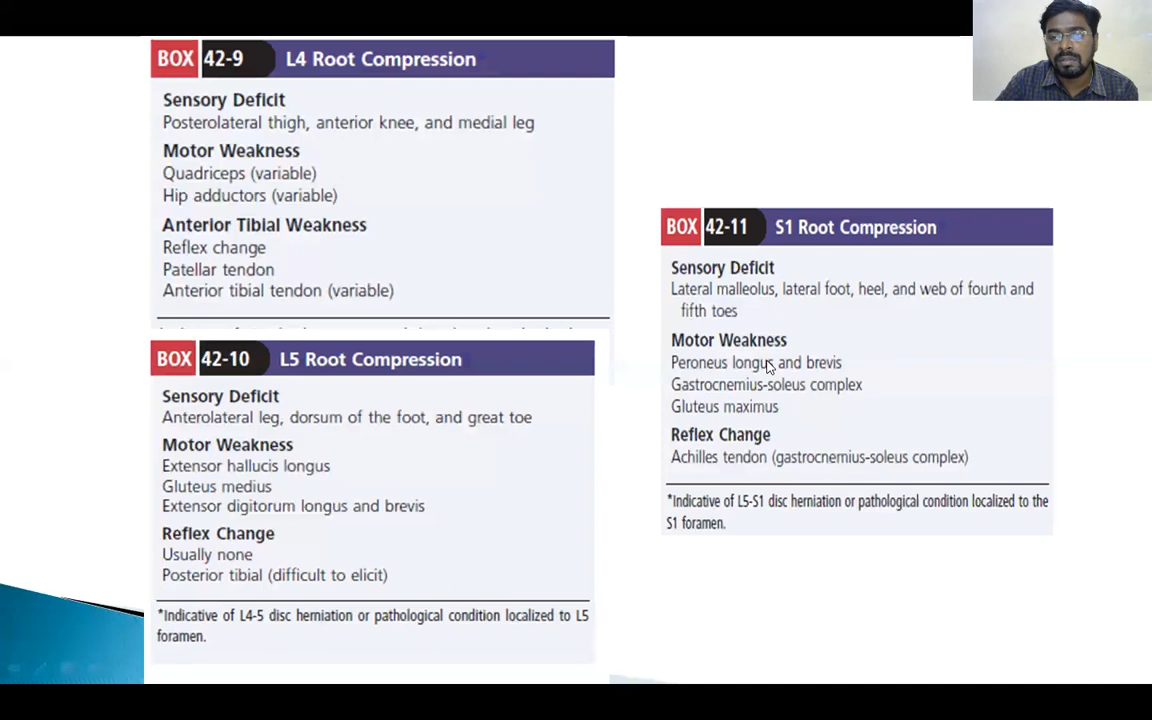 BOX 42-9 L4 Root Compression
Sensory Deficit
Posterolateral thigh, anterior knee, and medial leg
Motor Weakness
Quadriceps (variable)
Hip adductors (variable)
Anterior Tibial Weakness
Reflex change
Patellar tendon
Anterior tibial tendon (variable)
BOX 42-10 L5 Root Compression
Sensory Deficit
Anterolateral leg, dorsum of the foot, and great toe
Motor Weakness
Extensor hallucis longus
Gluteus medius
Extensor digitorum longus and brevis
Reflex Change
Usually none
Posterior tibial (difficult to elicit)
*Indicative of L4-5 disc herniation or pathological condition localized to L5
foramen.
BOX 42-11 S1 Root Compression
Sensory Deficit
Lateral malleolus, lateral foot, heel, and web of fourth and
fifth toes
Motor Weakness
Peroneus longus and brevis
Gastrocnemius-soleus complex
Gluteus maximus
Reflex Change
Achilles tendon (gastrocnemius-soleus complex)
*Indicative of L5-S1 disc herniation or pathological condition localized to the
S1 foramen.